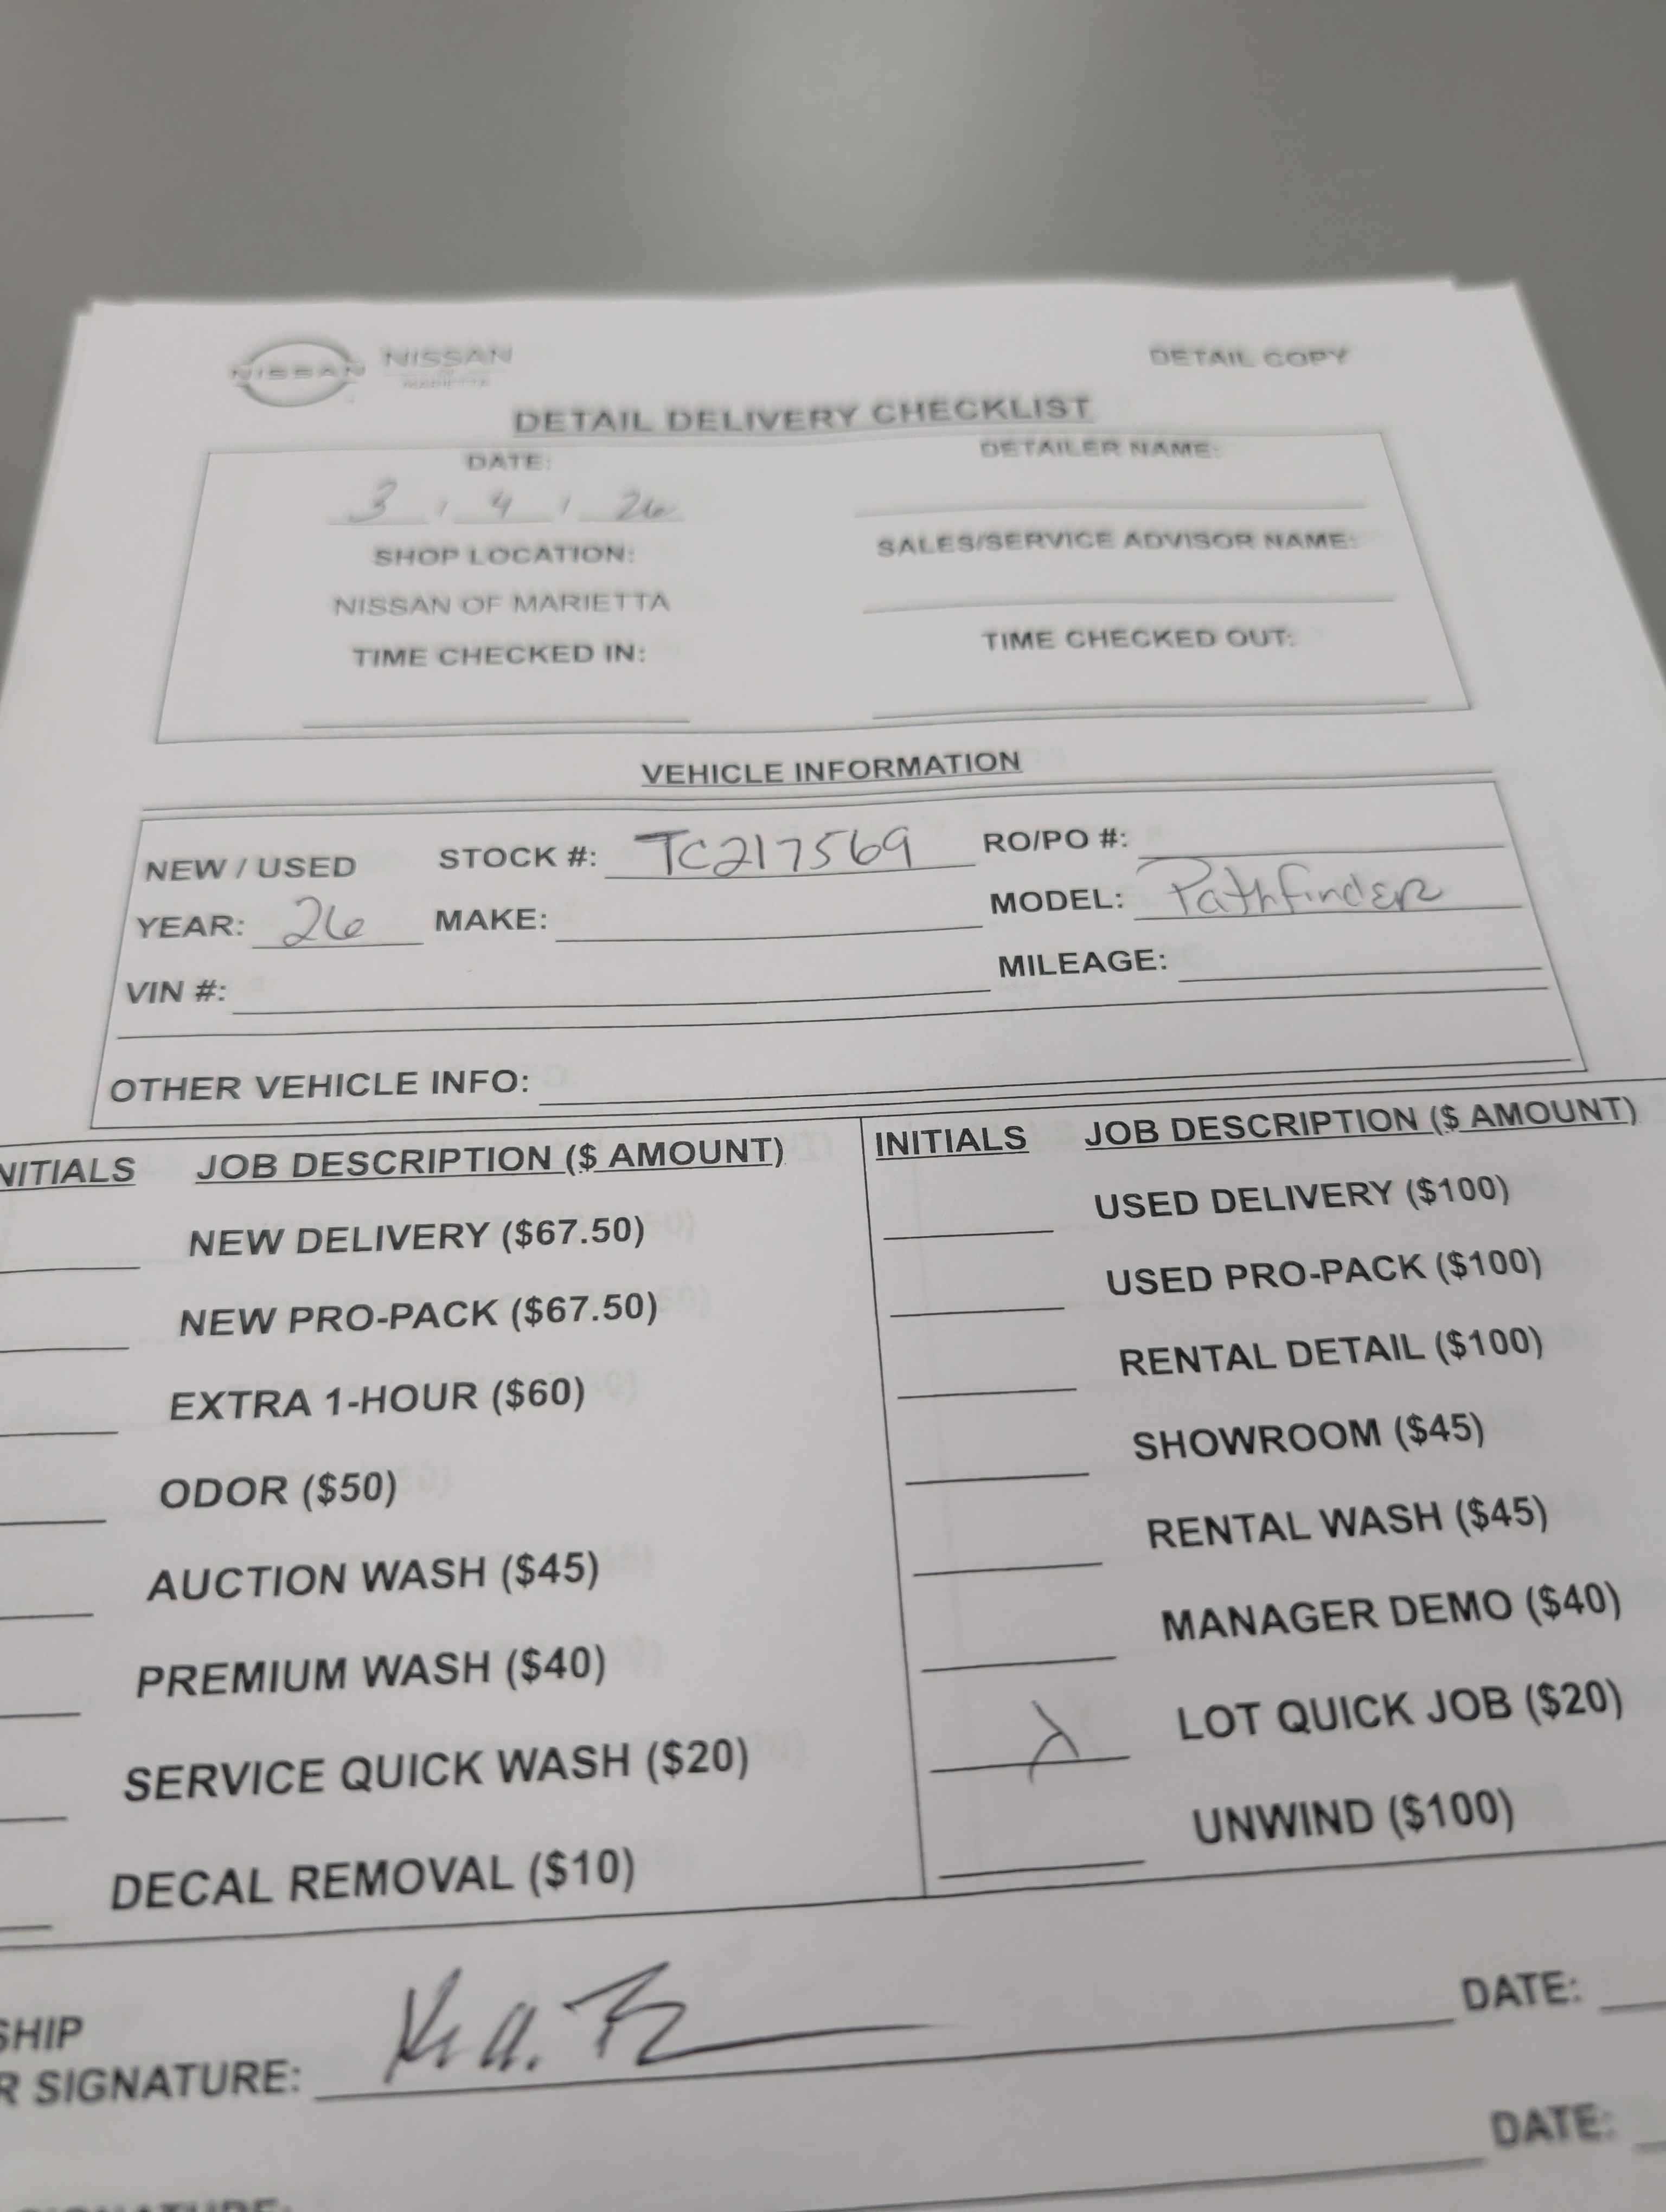 NISSAN NISSAN OF MARIETTA DETAIL COPY
DETAIL DELIVERY CHECKLIST
DATE: DETAILER NAME:
3 / 4 / 26
SHOP LOCATION: SALES/SERVICE ADVISOR NAME:
NISSAN OF MARIETTA
TIME CHECKED IN: TIME CHECKED OUT:
VEHICLE INFORMATION
NEW / USED STOCK #: TC217569 RO/PO #:
YEAR: 26 MAKE: MODEL: Pathfinder
VIN #: MILEAGE:
OTHER VEHICLE INFO:
NITIALS JOB DESCRIPTION ($ AMOUNT) INITIALS JOB DESCRIPTION ($ AMOUNT)
NEW DELIVERY ($67.50) USED DELIVERY ($100)
NEW PRO-PACK ($67.50) USED PRO-PACK ($100)
EXTRA 1-HOUR ($60) RENTAL DETAIL ($100)
ODOR ($50) SHOWROOM ($45)
AUCTION WASH ($45) RENTAL WASH ($45)
PREMIUM WASH ($40) MANAGER DEMO ($40)
SERVICE QUICK WASH ($20) LOT QUICK JOB ($20)
DECAL REMOVAL ($10) UNWIND ($100)
SHIP
R SIGNATURE: DATE:
DATE: